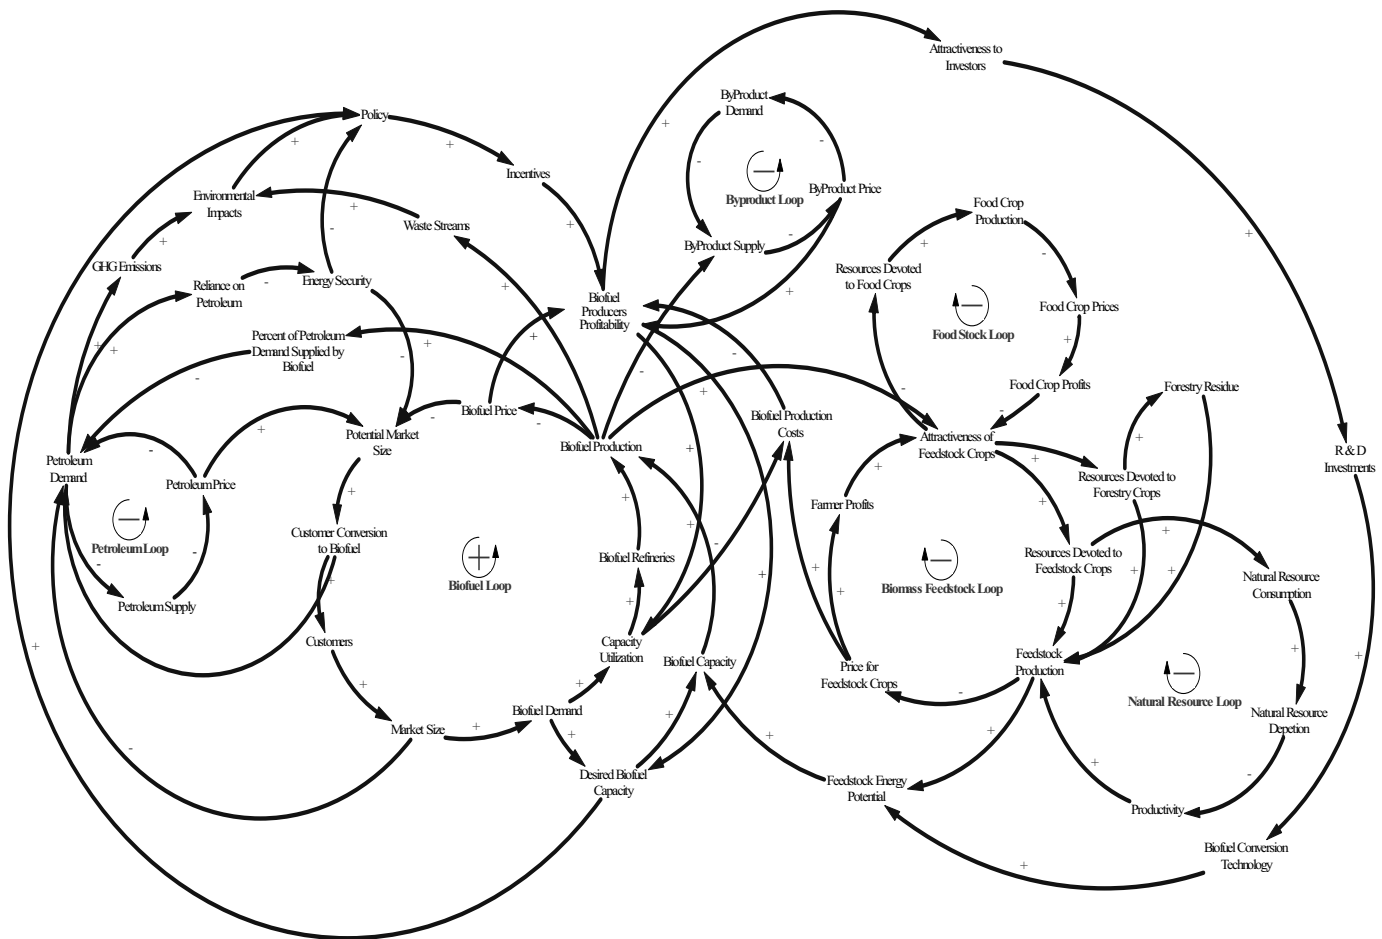 Attractiveness to
Investors
ByProduct
Demand
Policy
Incentives
ByProduct Price
Byproduct Loop
Environmental
Impacts
Waste Streams
ByProduct Supply
Food Crop
Production
GHG Emissions
Reliance on
Petroleum
Energy Security
Resources Devoted
to Food Crops
Biofuel
Producers
Profitability
Food Stock Loop
Food Crop Prices
Percent of Petroleum
Demand Supplied by
Biofuel
Food Crop Profits
Forestry Residue
Biofuel Price
Biofuel Production
Costs
Potential Market
Size
Biofuel Production
Attractiveness of
Feedstock Crops
R & D
Investments
Petroleum
Demand
Petroleum Price
Resources Devoted to
Forestry Crops
Farmer Profits
Petroleum Loop
Customer Conversion
to Biofuel
Biofuel Loop
Biofuel Refineries
Biomass Feedstock Loop
Resources Devoted to
Feedstock Crops
Natural Resource
Consumption
Petroleum Supply
Customers
Capacity
Utilization
Biofuel Capacity
Price for
Feedstock Crops
Feedstock
Production
Natural Resource Loop
Market Size
Biofuel Demand
Natural Resource
Depetion
Desired Biofuel
Capacity
Feedstock Energy
Potential
Productivity
Biofuel Conversion
Technology